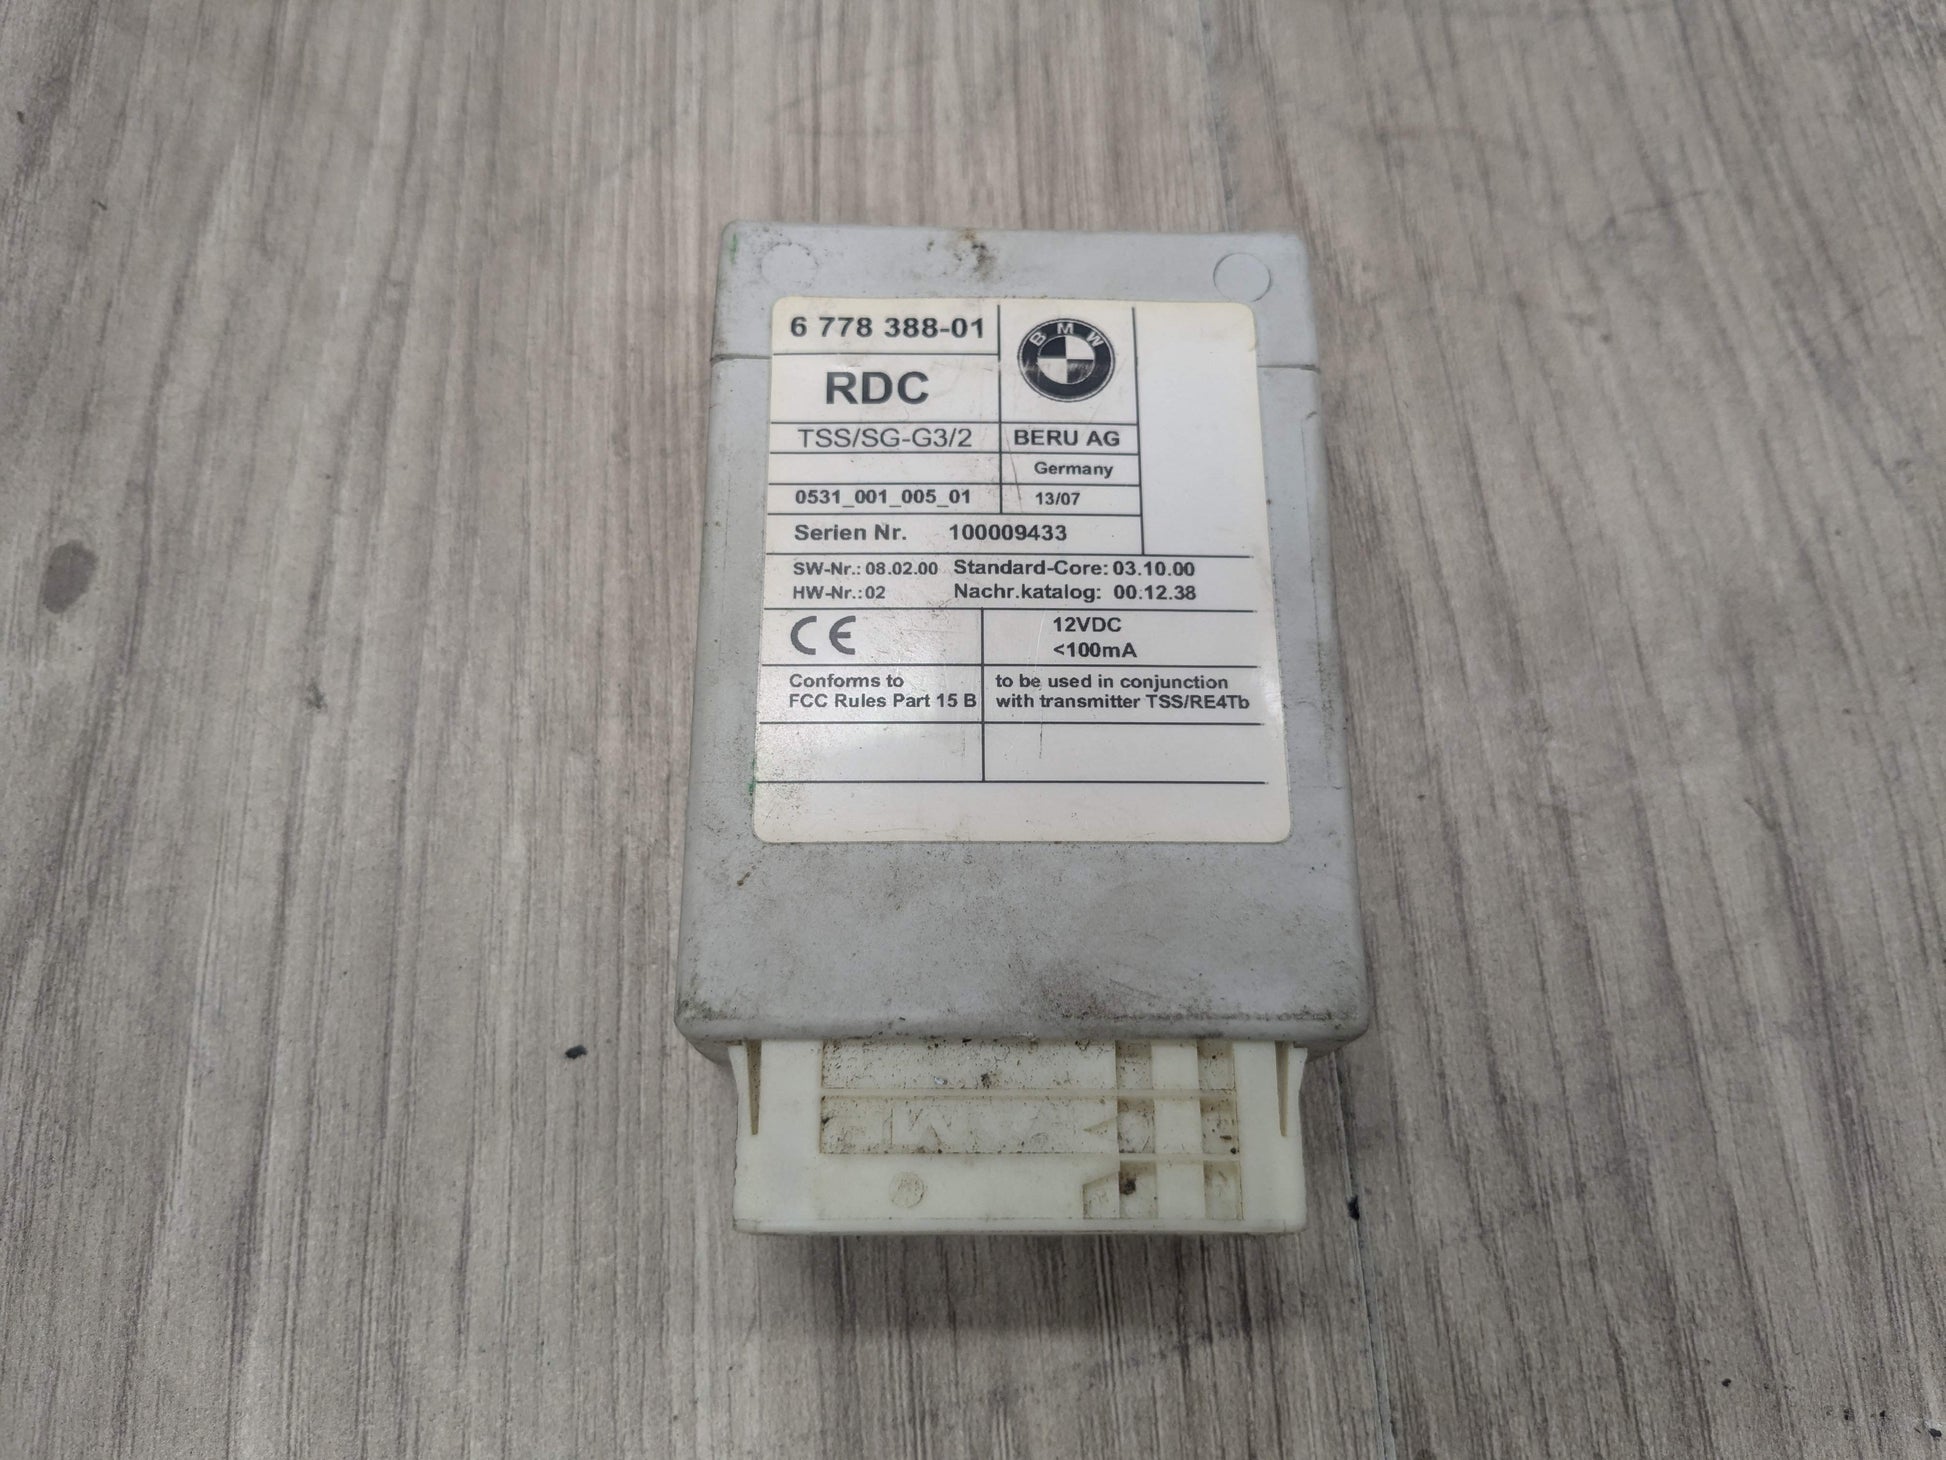 6 778 388-01
BMW
RDC
TSS/SG-G3/2
BERU AG
Germany
0531_001_005_01
13/07
Serien Nr. 100009433
SW-Nr.: 08.02.00 Standard-Core: 03.10.00
HW-Nr.: 02 Nachr.katalog: 00.12.38
CE
12VDC
<100mA
Conforms to
FCC Rules Part 15 B
to be used in conjunction
with transmitter TSS/RE4Tb